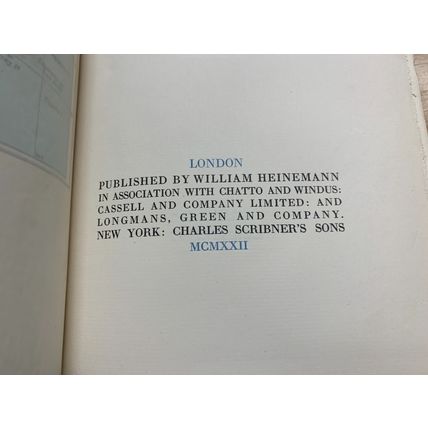 LONDON
PUBLISHED BY WILLIAM HEINEMANN
IN ASSOCIATION WITH CHATTO AND WINDUS:
CASSELL AND COMPANY LIMITED: AND
LONGMANS, GREEN AND COMPANY.
NEW YORK: CHARLES SCRIBNER'S SONS
MCMXXII